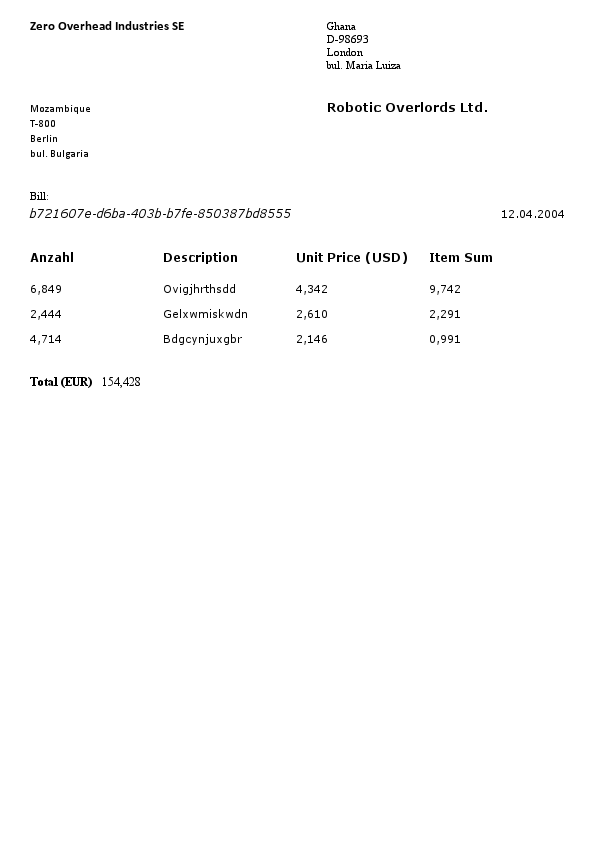 Zero Overhead Industries SE
Ghana
D-98693
London
bul. Maria Luiza
Mozambique
T-800
Berlin
bul. Bulgaria
Robotic Overlords Ltd.
Bill:
b721607e-d6ba-403b-b7fe-850387bd8555 12.04.2004
Anzahl Description Unit Price (USD) Item Sum
6,849 Ovigjhrthsdd 4,342 9,742
2,444 Gelxwmiskwdn 2,610 2,291
4,714 Bdgcynjuxgbr 2,146 0,991
Total (EUR) 154,428